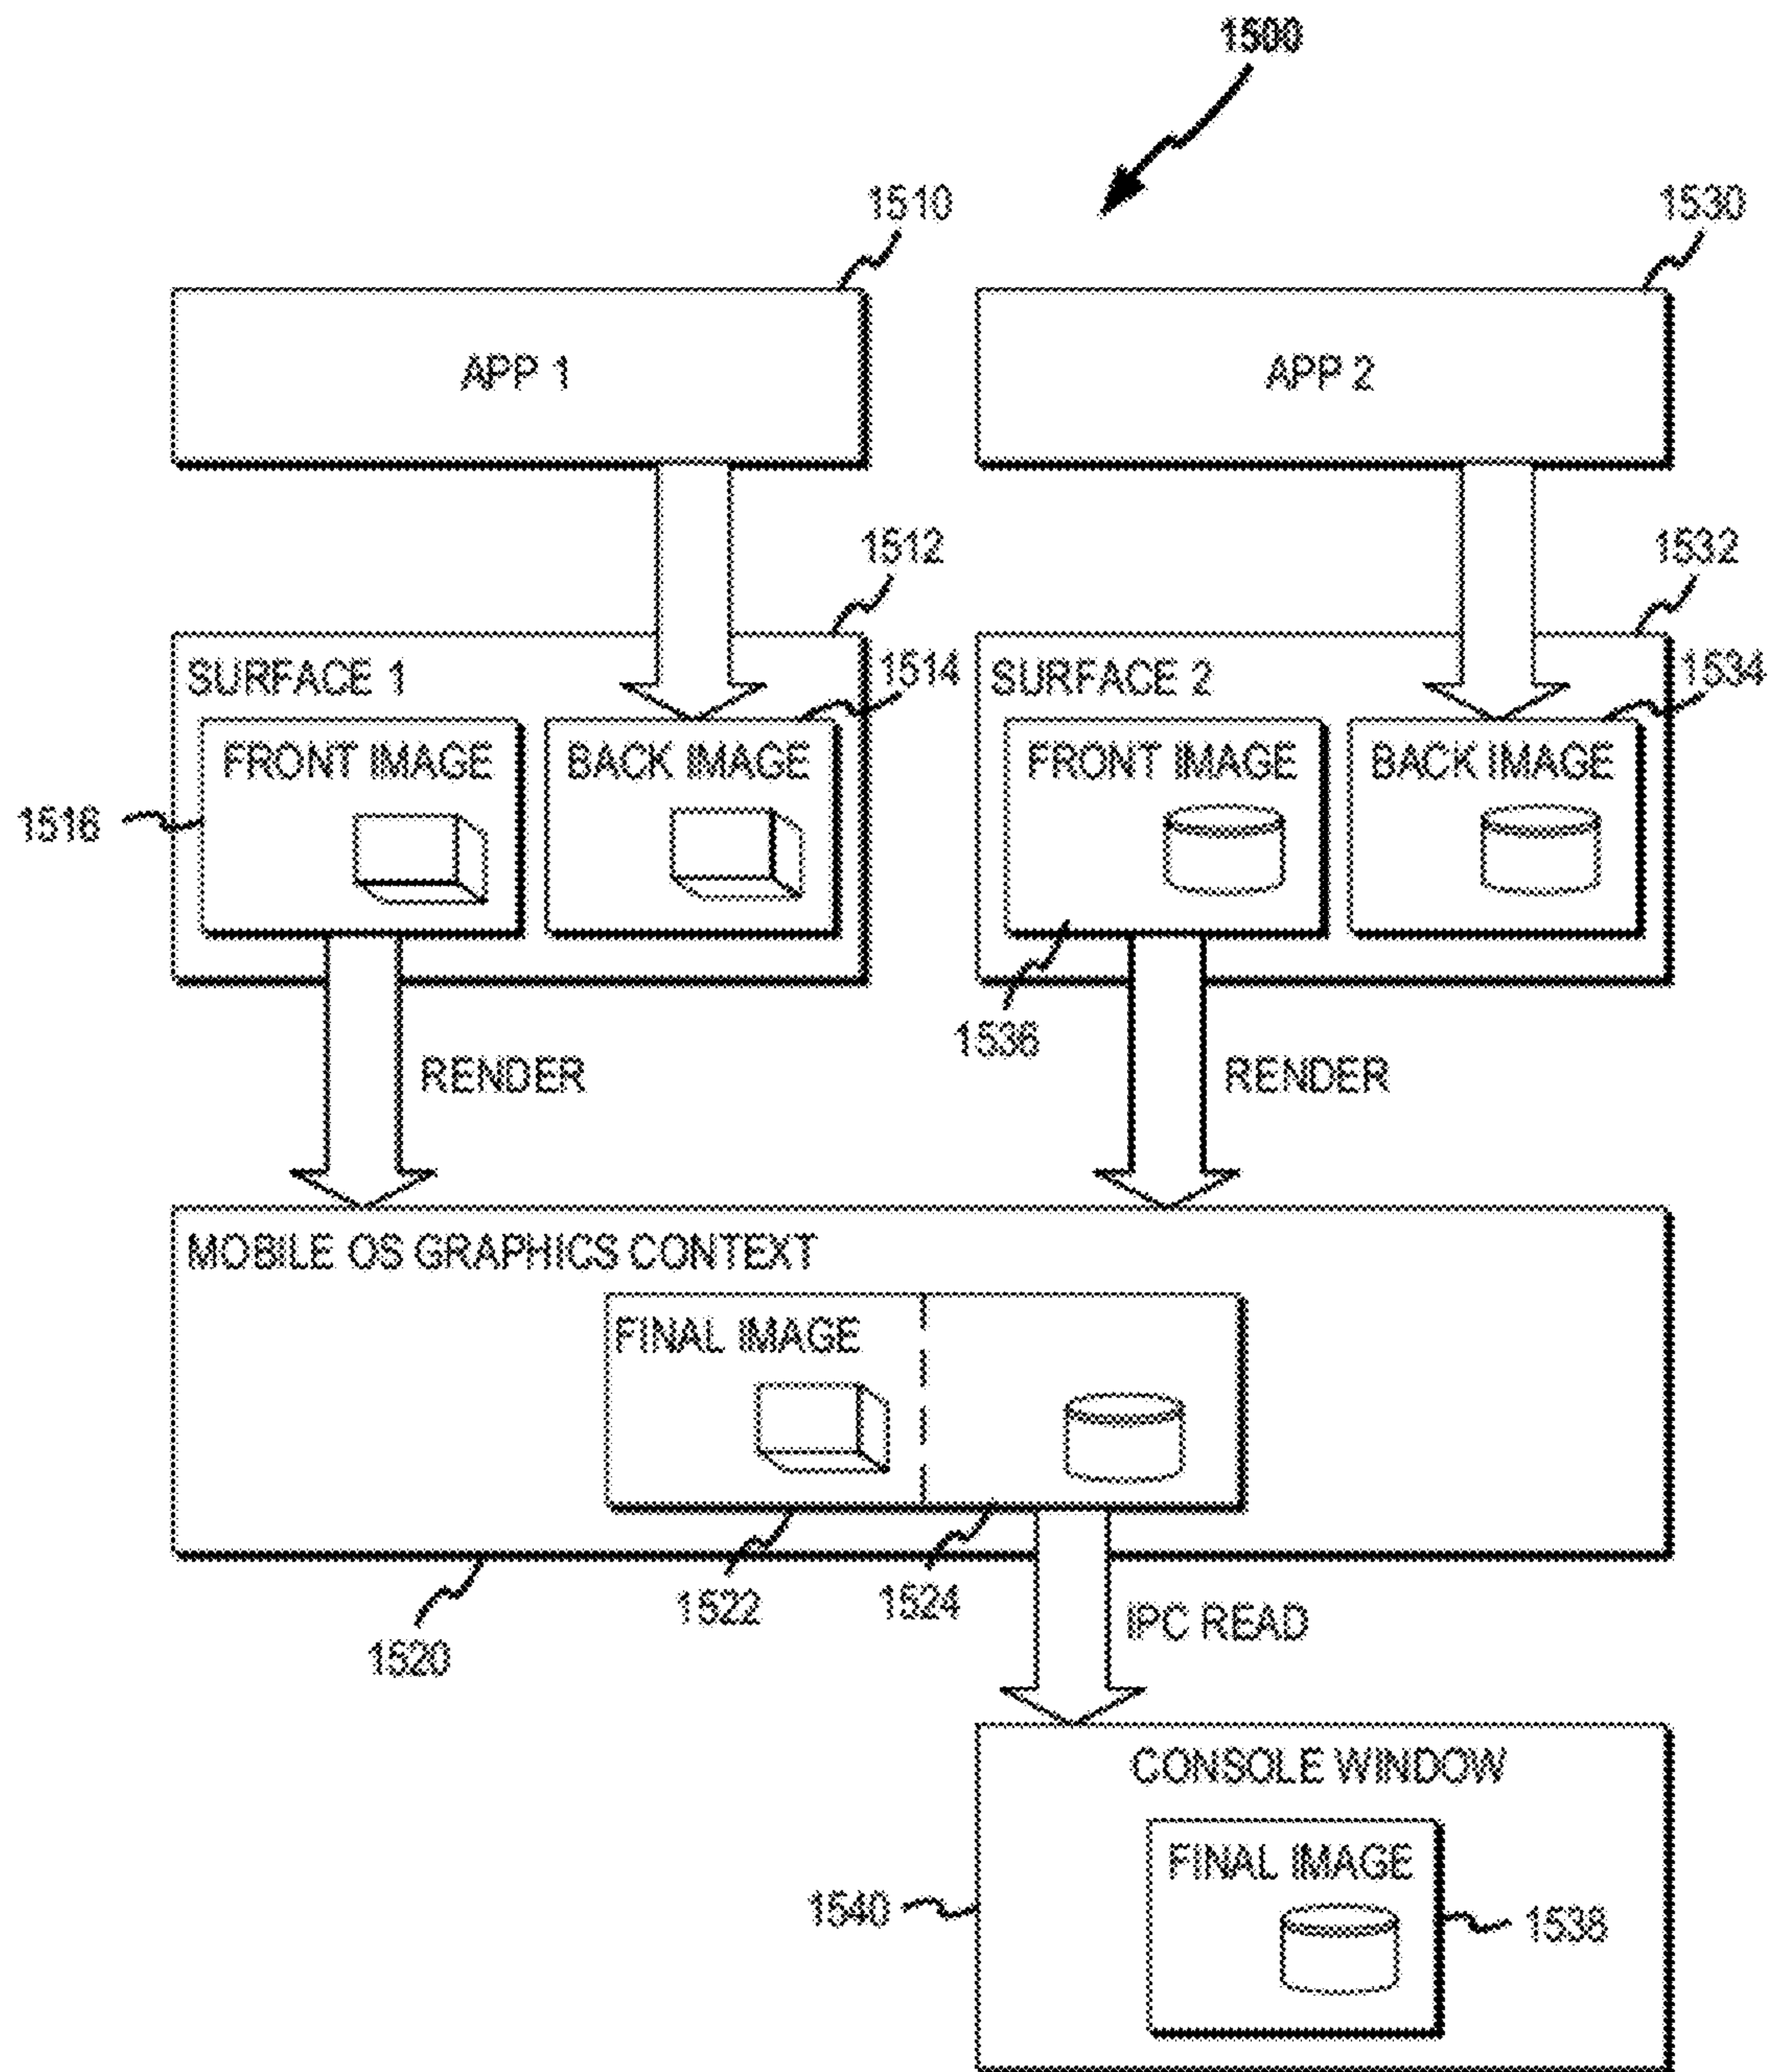 1500
1510
1530
APP 1
APP 2
1512
1532
SURFACE 1
1514
SURFACE 2
1534
FRONT IMAGE
BACK IMAGE
FRONT IMAGE
BACK IMAGE
1516
1536
RENDER
RENDER
MOBILE OS GRAPHICS CONTEXT
FINAL IMAGE
1522
1524
IPC READ
1520
CONSOLE WINDOW
FINAL IMAGE
1540
1538